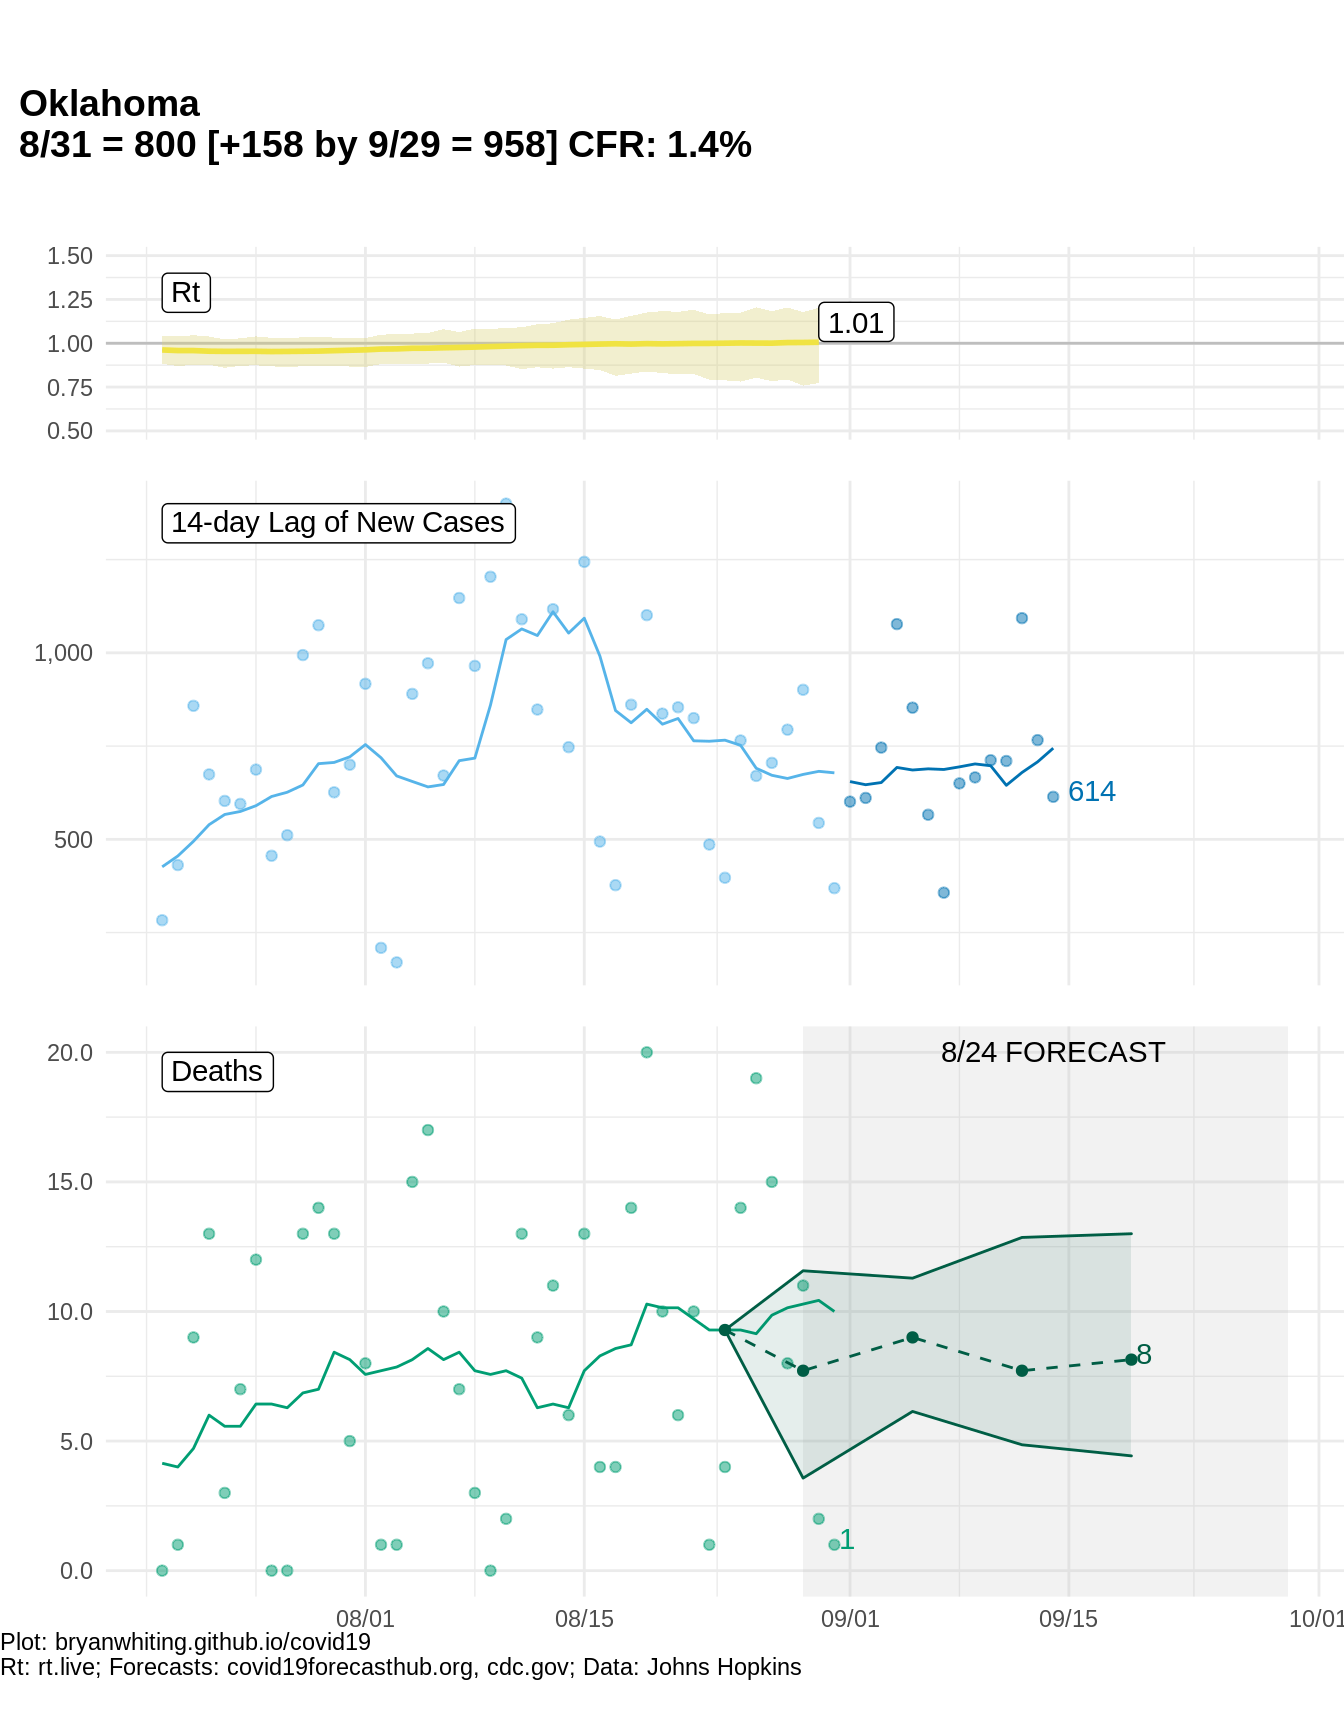 Oklahoma
8/31 = 800 [+158 by 9/29 = 958] CFR: 1.4%
1.50
Rt
1.25
1.01
1.00
0.75
0.50
14-day Lag of New Cases
1,000
614
500
20.0
8/24 FORECAST
Deaths
15.0
10.0
8
5.0
1
0.0
08/01
08/15
09/01
09/15
10/01
Plot: bryanwhiting.github.io/covid19
Rt: rt.live; Forecasts: covid19forecasthub.org, cdc.gov; Data: Johns Hopkins